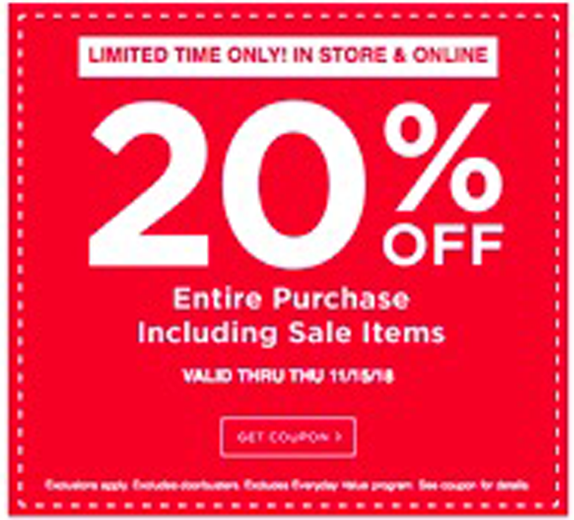 LIMITED TIME ONLY! IN STORE & ONLINE
20% OFF
Entire Purchase
Including Sale Items
VALID THRU THU 11/15/18
GET COUPON >
Exclusions apply. Excludes doorbusters. Excludes Everyday Value program. See coupon for details